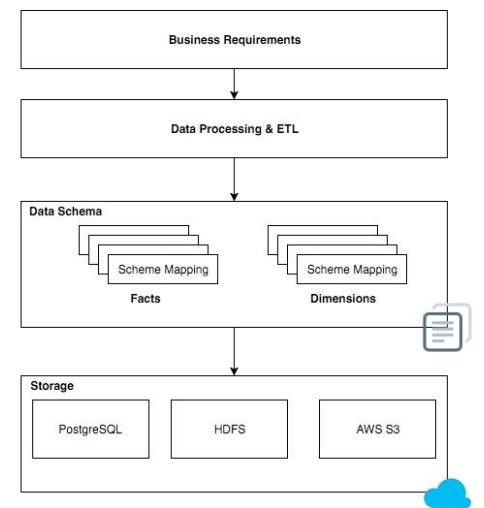 Business Requirements
Data Processing & ETL
Data Schema
Scheme Mapping
Scheme Mapping
Facts
Dimensions
Storage
PostgreSQL
HDFS
AWS S3